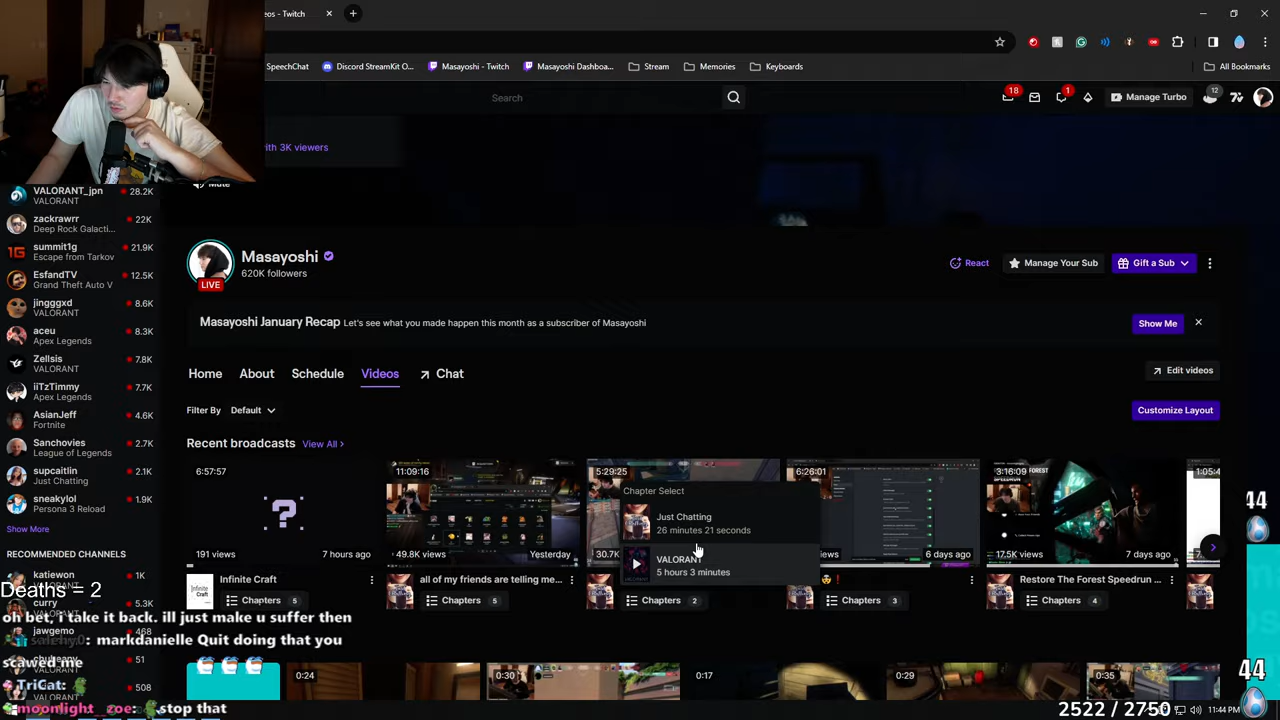 eos - Twitch
SpeechChat
Discord StreamKit O...
Masayoshi - Twitch
Masayoshi Dashboa...
Stream
Memories
Keyboards
All Bookmarks
Search
18
1
Manage Turbo
12
with 3K viewers
Mute
VALORANT_jpn 28.2K
VALORANT
zackrawrr 22K
Deep Rock Galacti...
summit1g 21.9K
Escape from Tarkov
EsfandTV 12.5K
Grand Theft Auto V
jingggxd 8.6K
VALORANT
aceu 8.3K
Apex Legends
Zellsis 7.8K
VALORANT
iiTzTimmy 7.7K
Apex Legends
AsianJeff 4.6K
Fortnite
Sanchovies 2.7K
League of Legends
supcaitlin 2.1K
Just Chatting
sneakylol 1.9K
Persona 3 Reload
Show More
RECOMMENDED CHANNELS
katiewon 1K
Deaths = 2
curry 5.3K
oh bet, i take it back. ill just make u suffer then
jawgemo 468
markdanielle Quit doing that you
scawed me
51
TriCat:
508
moonlight_zoe: stop that
Masayoshi
620K followers
LIVE
React
Manage Your Sub
Gift a Sub
Masayoshi January Recap Let's see what you made happen this month as a subscriber of Masayoshi
Show Me
Home About Schedule Videos Chat
Edit videos
Filter By Default
Customize Layout
Recent broadcasts View All
6:57:57
191 views 7 hours
Infinite Craft
Chapters 5
11:09:16
49.8K views Yesterday
all of my friends are telling me...
Chapters 5
5:29:25
30.7K
Chapter Select
Just Chatting
26 minutes 21 seconds
VALORANT
5 hours 3 minutes
Chapters 2
6:26:01
views 6 days ago
Chapters 3
3:16:09
FOREST
17.5K views 7 days ago
Restore The Forest Speedrun ...
Chapters 4
1:05:4
0:24
0:30
0:17
0:29
0:35
44
44
2522 / 2750
11:44 PM